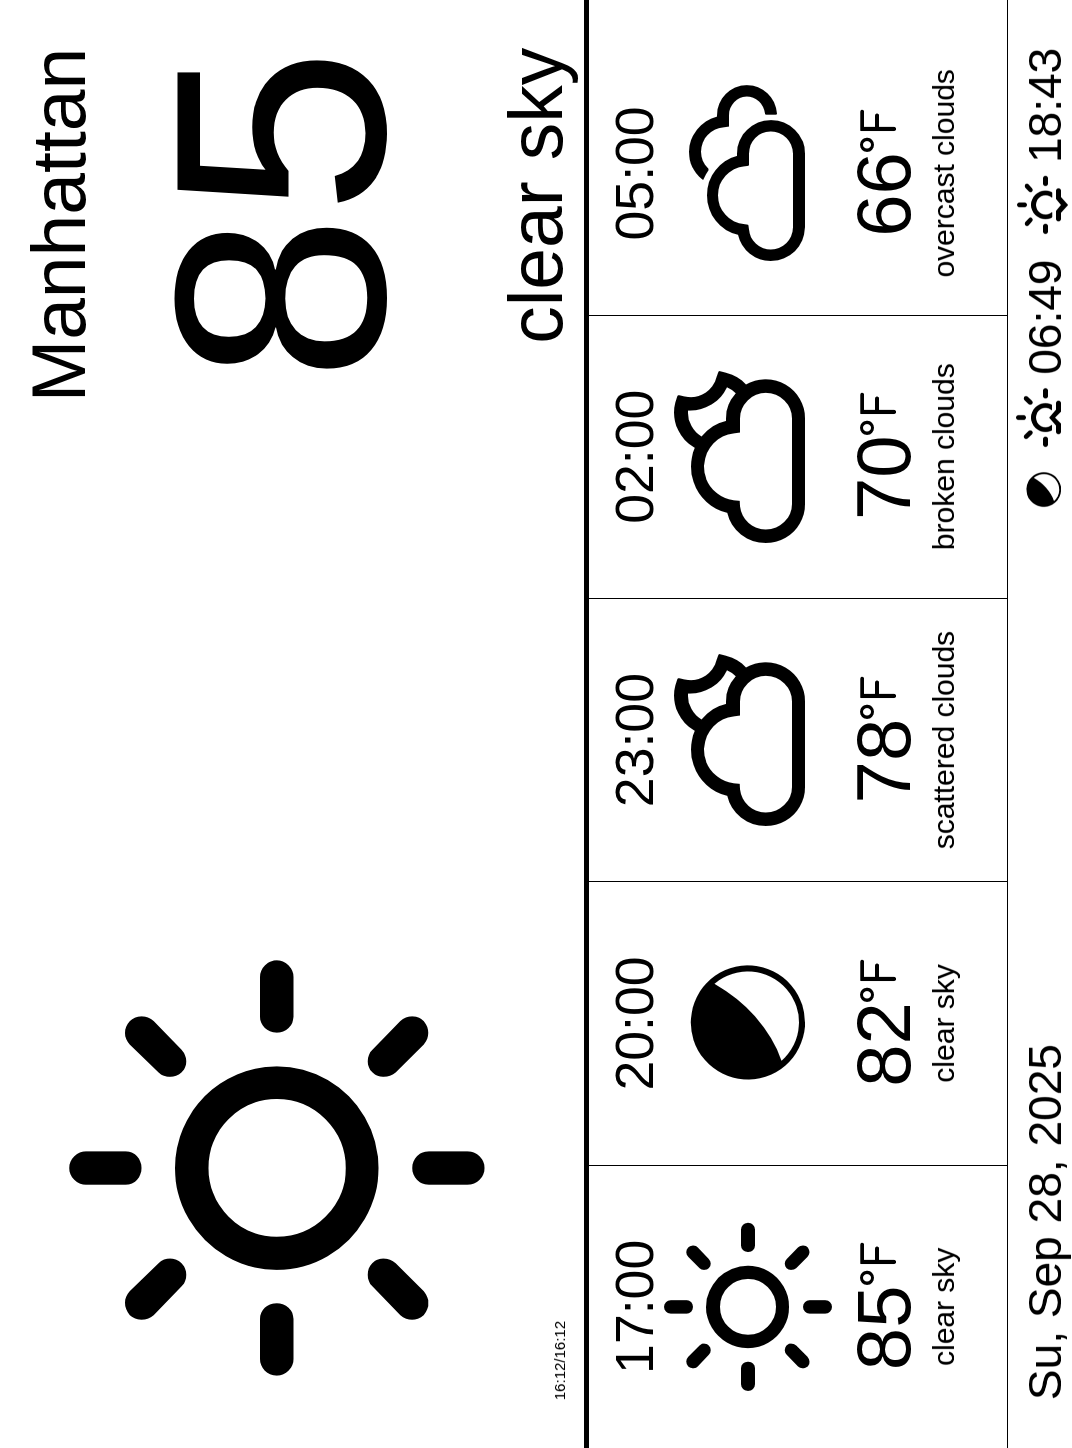 Manhattan
85
clear sky
16:12/16:12
17:00
85°F
clear sky
20:00
82°F
clear sky
23:00
78°F
scattered clouds
02:00
70°F
broken clouds
05:00
66°F
overcast clouds
Su, Sep 28, 2025
06:49
18:43